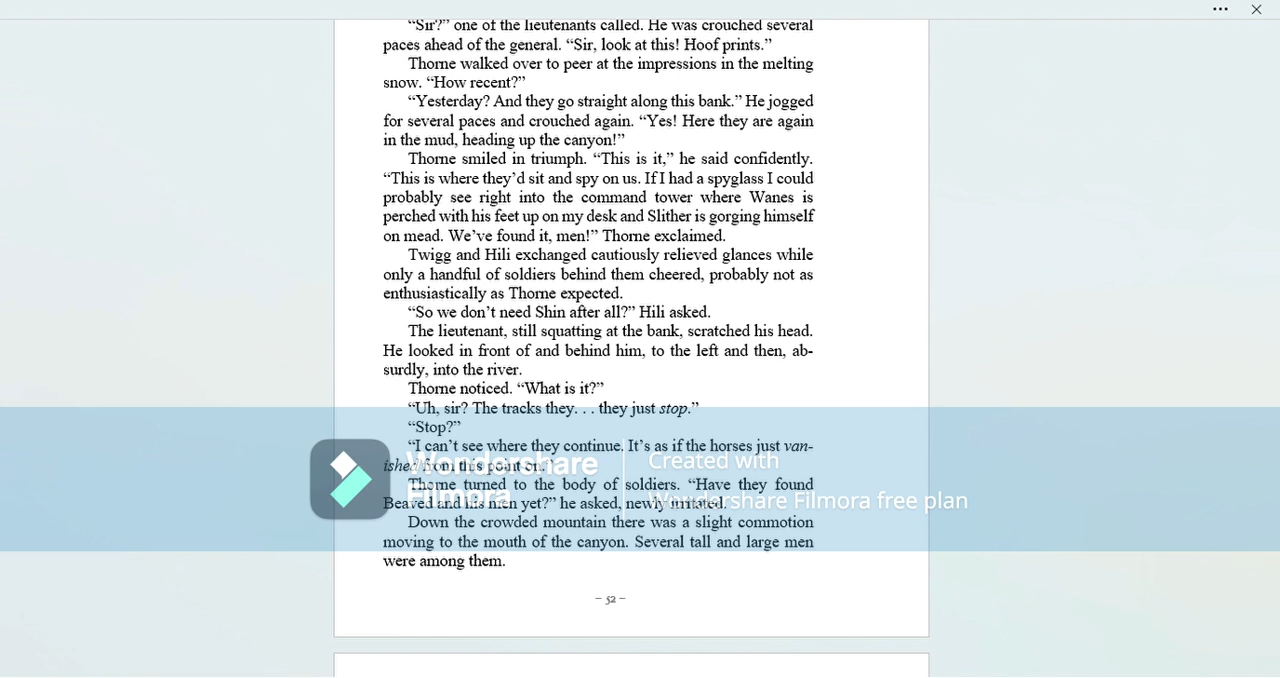 “Sir?” one of the lieutenants called. He was crouched several
paces ahead of the general. “Sir, look at this! Hoof prints.”
Thorne walked over to peer at the impressions in the melting
snow. “How recent?”
“Yesterday? And they go straight along this bank.” He jogged
for several paces and crouched again. “Yes! Here they are again
in the mud, heading up the canyon!”
Thorne smiled in triumph. “This is it,” he said confidently.
“This is where they’d sit and spy on us. If I had a spyglass I could
probably see right into the command tower where Wanes is
perched with his feet up on my desk and Slither is gorging himself
on mead. We’ve found it, men!” Thorne exclaimed.
Twigg and Hili exchanged cautiously relieved glances while
only a handful of soldiers behind them cheered, probably not as
enthusiastically as Thorne expected.
“So we don’t need Shin after all?” Hili asked.
The lieutenant, still squatting at the bank, scratched his head.
He looked in front of and behind him, to the left and then, ab-
surdly, into the river.
Thorne noticed. “What is it?”
“Uh, sir? The tracks they. . . they just stop.”
“Stop?”
“I can’t see where they continue. It’s as if the horses just van-
ished from this point on.”
Thorne turned to the body of soldiers. “Have they found
Beaved and his men yet?” he asked, newly irritated.
Down the crowded mountain there was a slight commotion
moving to the mouth of the canyon. Several tall and large men
were among them.
– 52 –
Wondershare
Filmora
Created with
Wondershare Filmora free plan